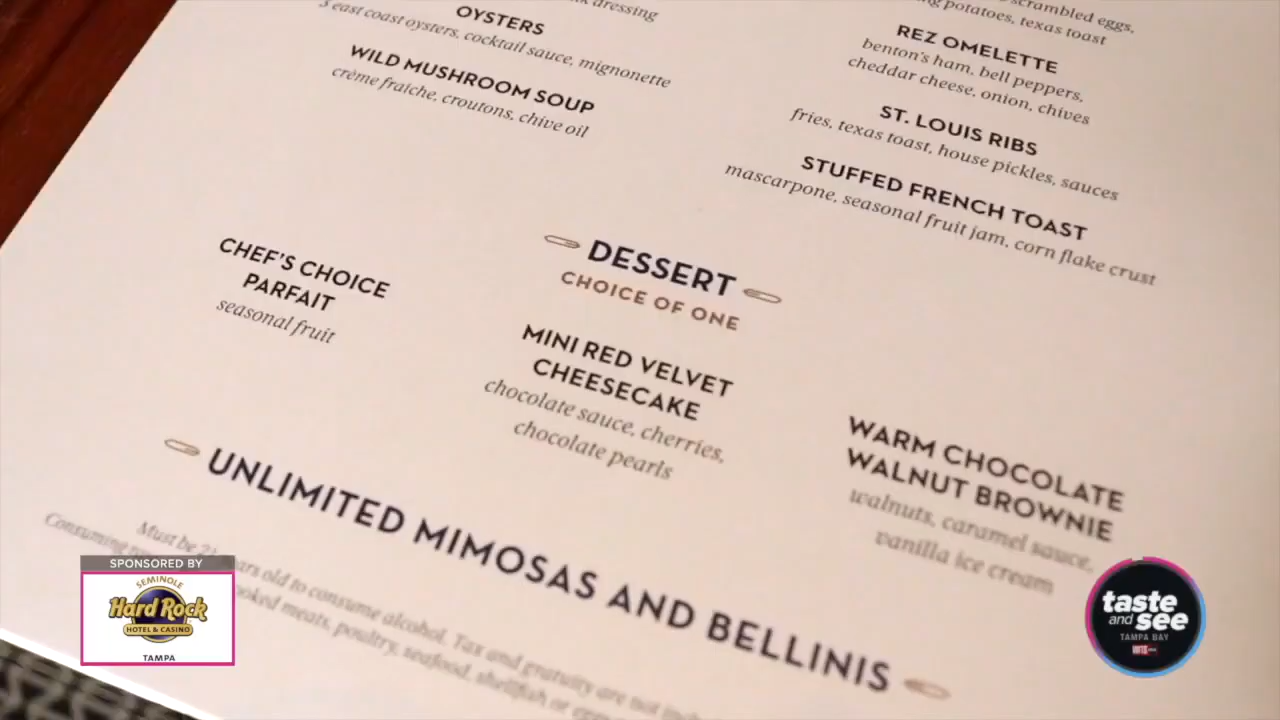 dressing
OYSTERS
3 east coast oysters, cocktail sauce, mignonette
WILD MUSHROOM SOUP
crème fraiche, croutons, chive oil
scrambled eggs,
potatoes, texas toast
REZ OMELETTE
benton's ham, bell peppers,
cheddar cheese, onion, chives
ST. LOUIS RIBS
fries, texas toast, house pickles, sauces
STUFFED FRENCH TOAST
mascarpone, seasonal fruit jam, corn flake crust
DESSERT
CHOICE OF ONE
CHEF'S CHOICE
PARFAIT
seasonal fruit
MINI RED VELVET
CHEESECAKE
chocolate sauce, cherries,
chocolate pearls
WARM CHOCOLATE
WALNUT BROWNIE
walnuts, caramel sauce,
vanilla ice cream
UNLIMITED MIMOSAS AND BELLINIS
Must be old to consume alcohol. Tax and gratuity are not
Consuming meats, poultry, seafood, shellfish or
SPONSORED BY
SEMINOLE
Hard Rock
HOTEL & CASINO
TAMPA
taste
and see
TAMPA BAY